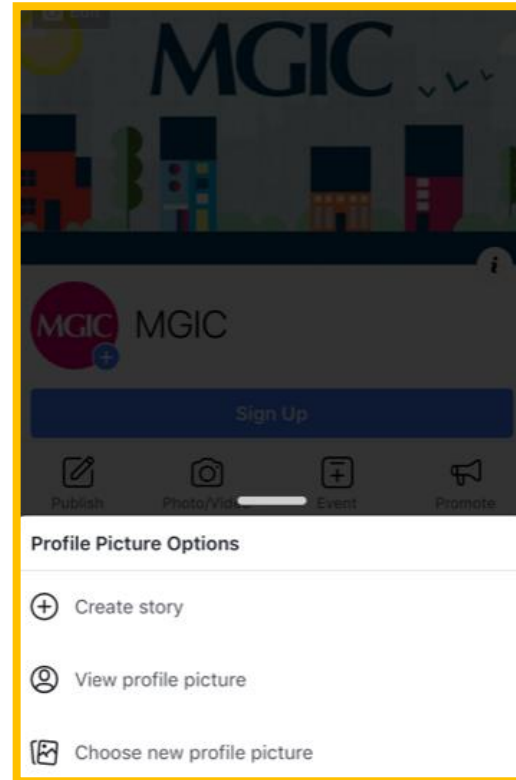 Edit
MGIC
MGIC MGIC
Sign Up
Publish Photo/Video Event Promote
Profile Picture Options
Create story
View profile picture
Choose new profile picture